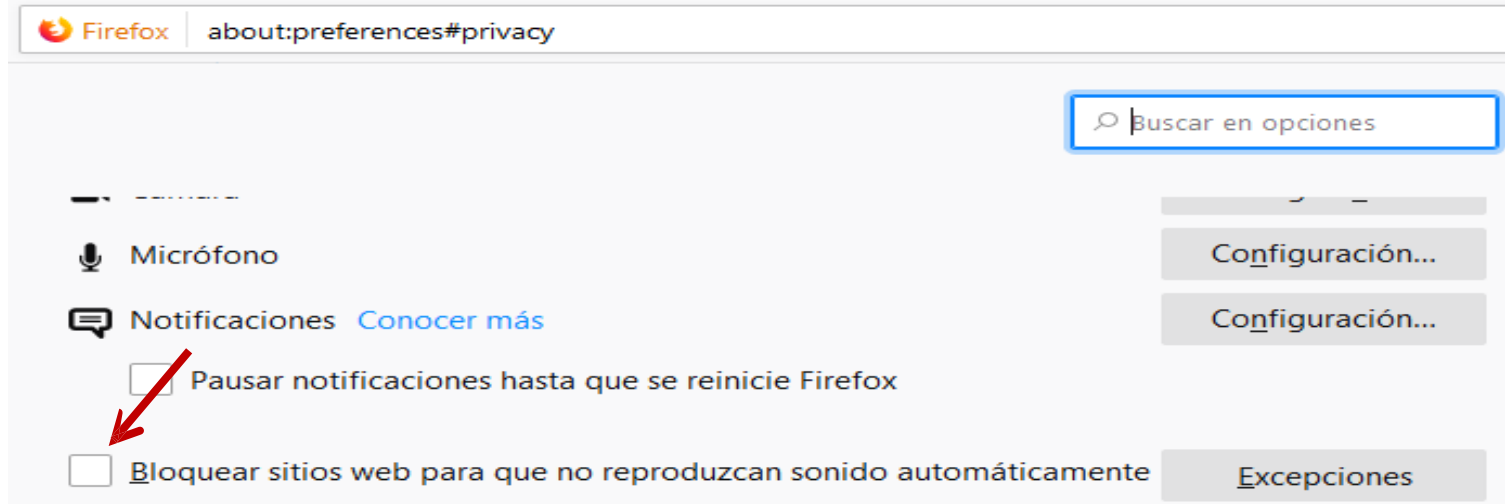 Firefox about:preferences#privacy
Buscar en opciones
Micrófono Configuración...
Notificaciones Conocer más Configuración...
Pausar notificaciones hasta que se reinicie Firefox
Bloquear sitios web para que no reproduzcan sonido automáticamente Excepciones